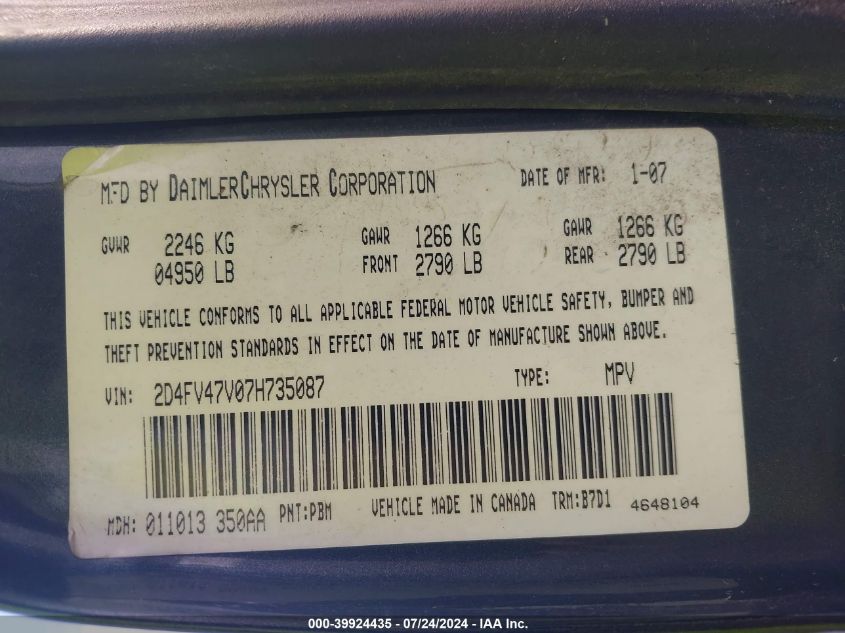 MFD BY DAIMLERCHRYSLER CORPORATION DATE OF MFR: 1-07
GVWR 2246 KG GAWR 1266 KG GAWR 1266 KG
04950 LB FRONT 2790 LB REAR 2790 LB
THIS VEHICLE CONFORMS TO ALL APPLICABLE FEDERAL MOTOR VEHICLE SAFETY, BUMPER AND
THEFT PREVENTION STANDARDS IN EFFECT ON THE DATE OF MANUFACTURE SHOWN ABOVE.
VIN: 2D4FV47V07H735087 TYPE: MPV
MDH: 011013 350AA PNT:PBM VEHICLE MADE IN CANADA TRM:B7D1 4648104
000-39924435 - 07/24/2024 - IAA Inc.